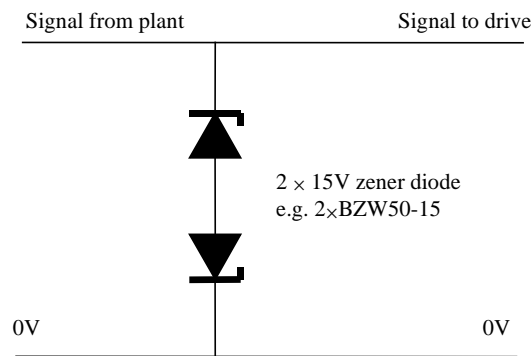 Signal from plant
Signal to drive
2 × 15V zener diode
e.g. 2×BZW50-15
0V
0V